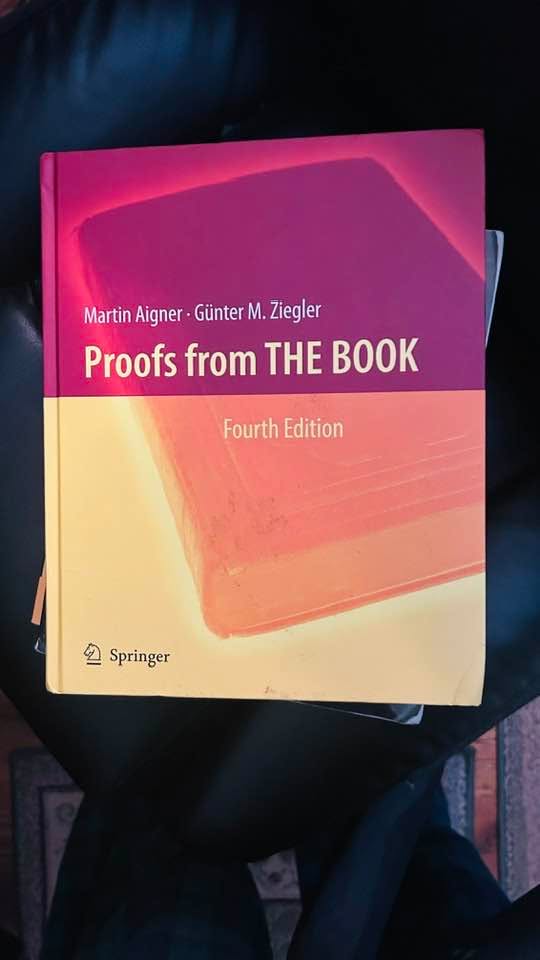 Martin Aigner · Günter M. Ziegler
Proofs from THE BOOK
Fourth Edition
Springer